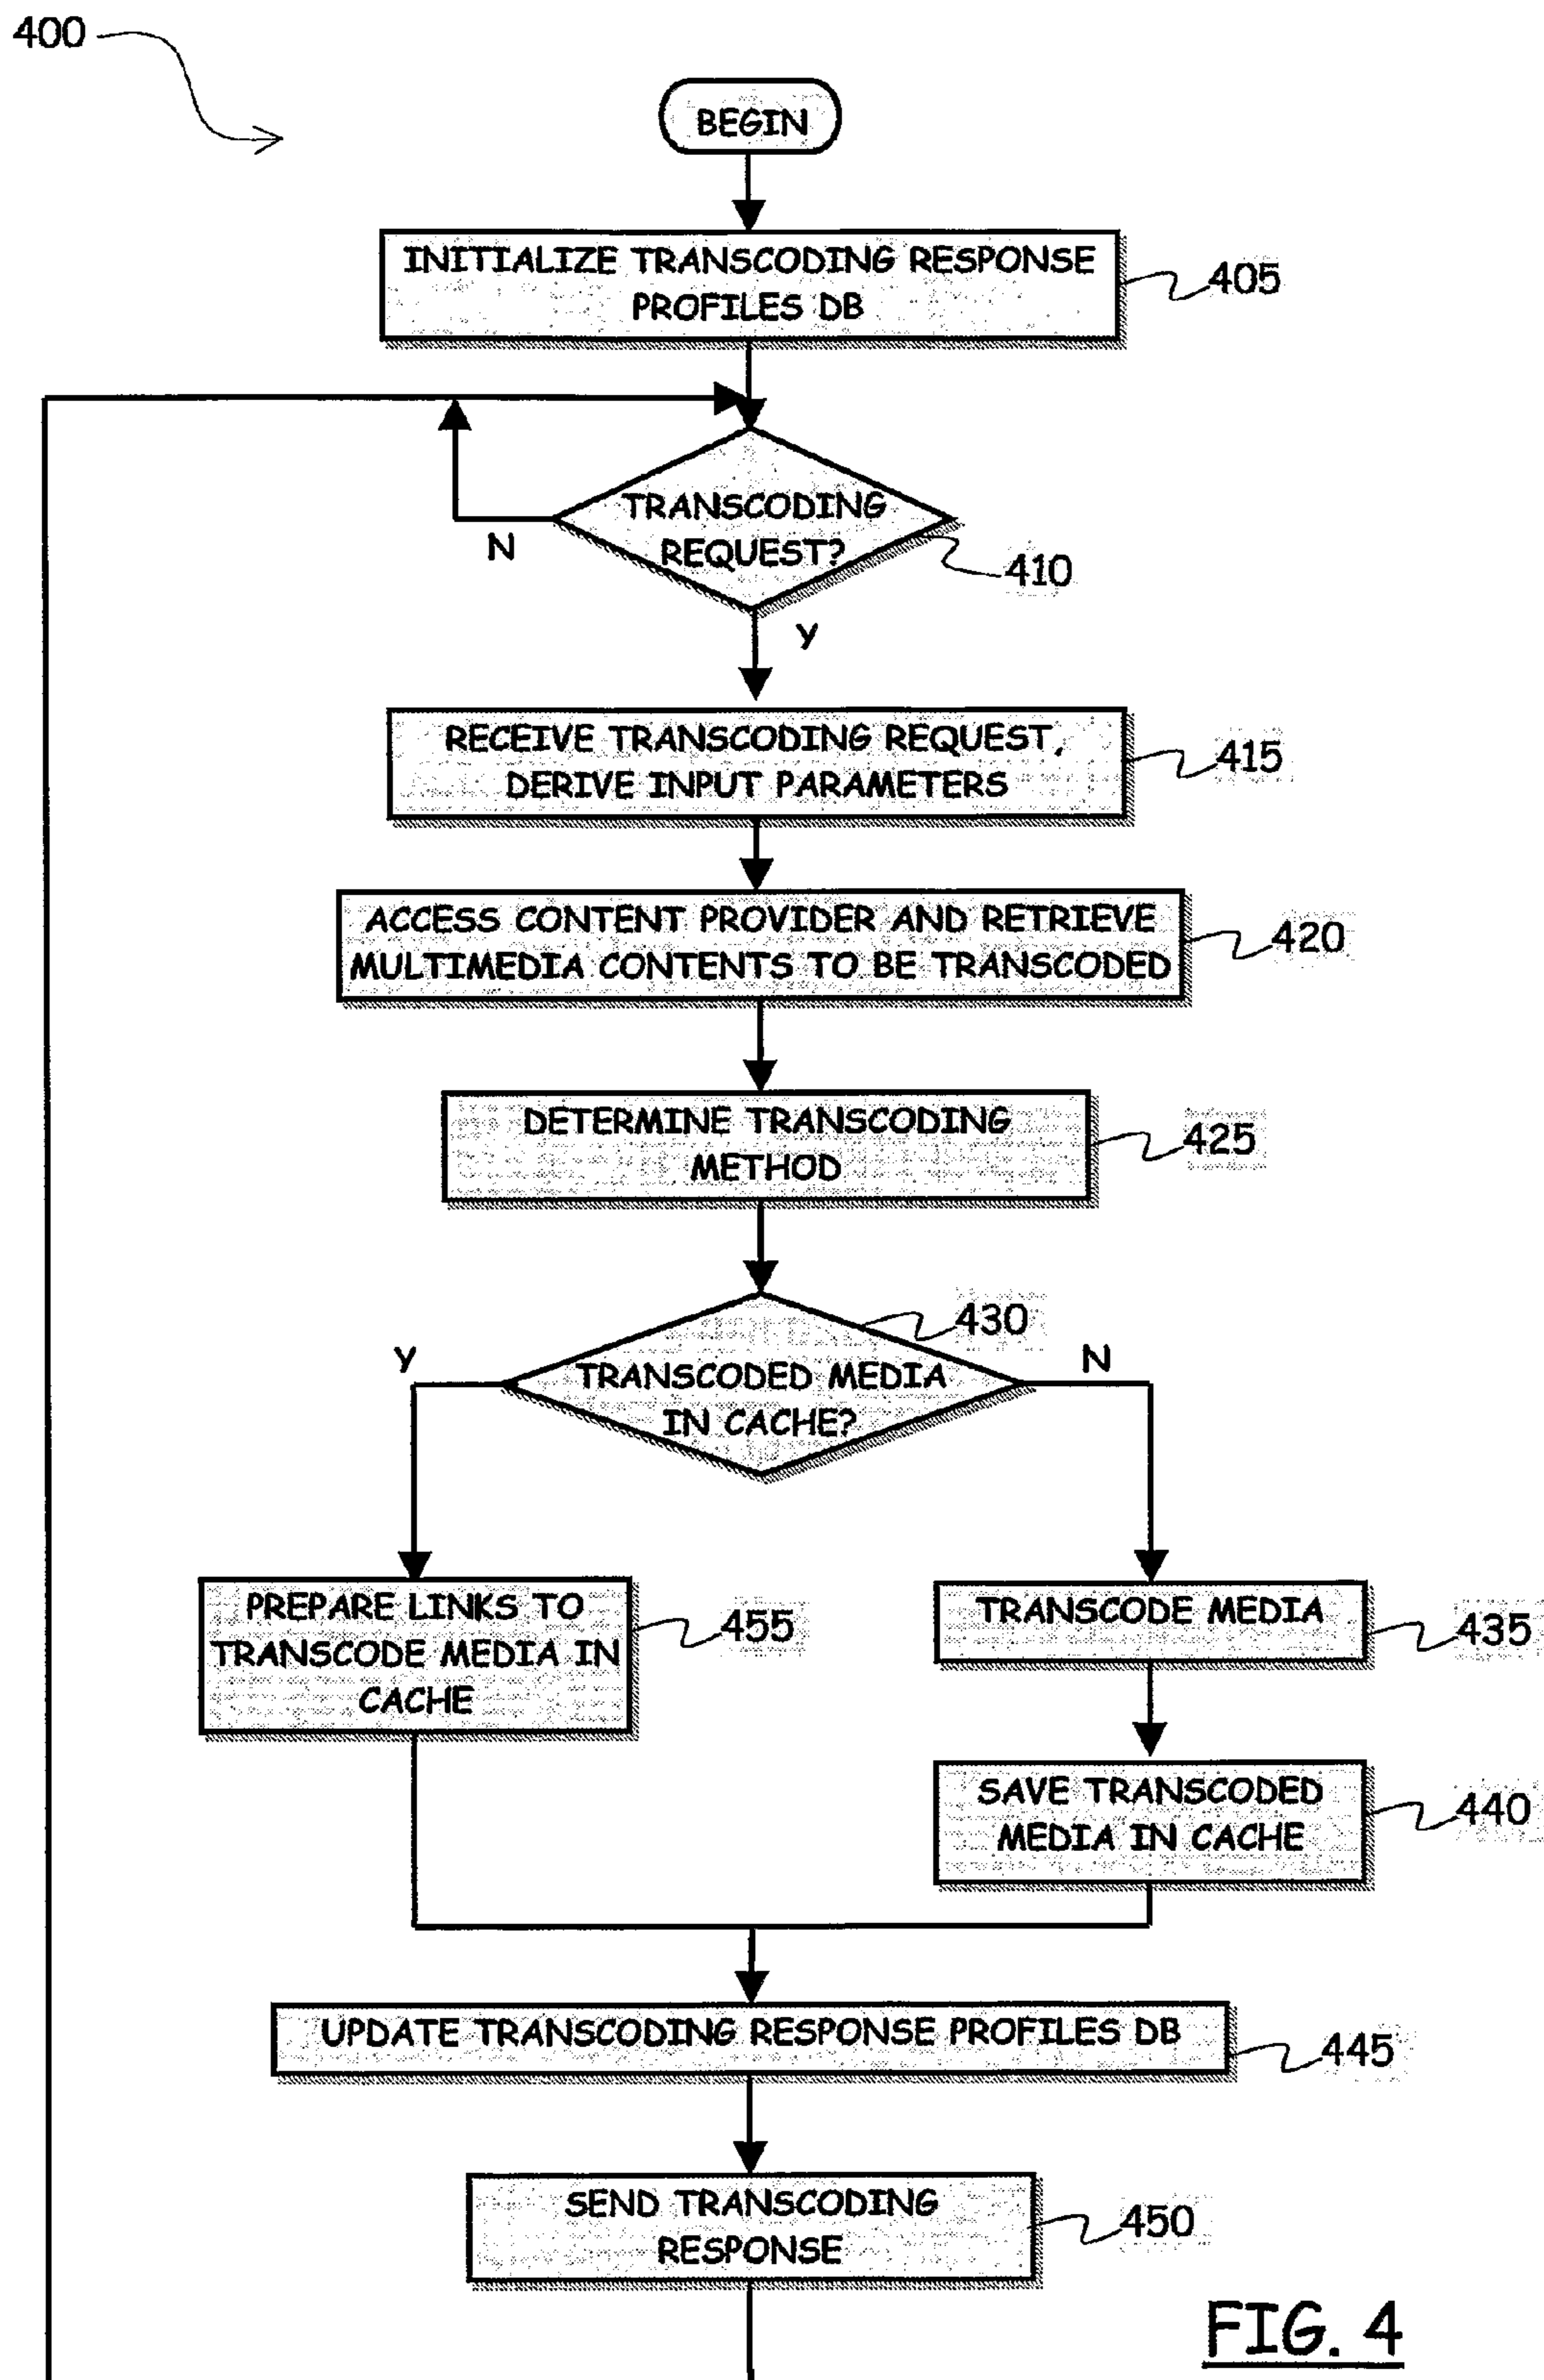 400
BEGIN
INITIALIZE TRANSCODING RESPONSE
PROFILES DB
405
TRANSCODING
REQUEST?
N
410
Y
RECEIVE TRANSCODING REQUEST,
DERIVE INPUT PARAMETERS
415
ACCESS CONTENT PROVIDER AND RETRIEVE
MULTIMEDIA CONTENTS TO BE TRANSCODED
420
DETERMINE TRANSCODING
METHOD
425
430
Y
N
TRANSCODED MEDIA
IN CACHE?
PREPARE LINKS TO
TRANSCODE MEDIA IN
CACHE
455
TRANSCODE MEDIA
435
SAVE TRANSCODED
MEDIA IN CACHE
440
UPDATE TRANSCODING RESPONSE PROFILES DB
445
SEND TRANSCODING
RESPONSE
450
FIG. 4